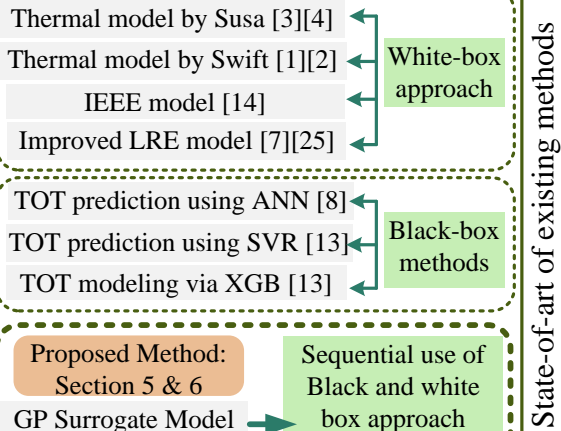 Thermal model by Susa [3][4]
Thermal model by Swift [1][2]
IEEE model [14]
Improved LRE model [7][25]
White-box
approach
TOT prediction using ANN [8]
TOT prediction using SVR [13]
TOT modeling via XGB [13]
Black-box
methods
Proposed Method:
Section 5 & 6
GP Surrogate Model
Sequential use of
Black and white
box approach
State-of-art of existing methods